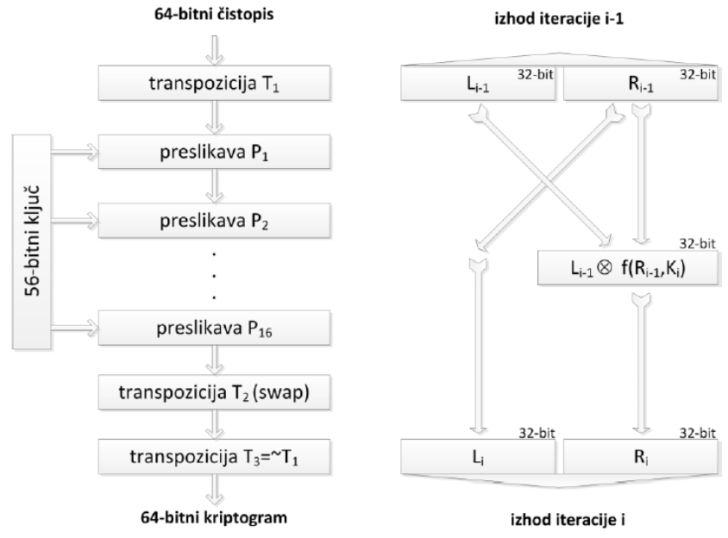 64-bitni čistopis
transpozicija T₁
preslikava P₁
preslikava P₂
.
.
.
preslikava P₁₆
transpozicija T₂ (swap)
transpozicija T₃=~T₁
64-bitni kriptogram
56-bitni ključ
izhod iteracije i-1
32-bit
Lᵢ₋₁
32-bit
Rᵢ₋₁
32-bit
Lᵢ₋₁ ⊗ f(Rᵢ₋₁,Kᵢ)
32-bit
Lᵢ
32-bit
Rᵢ
izhod iteracije i